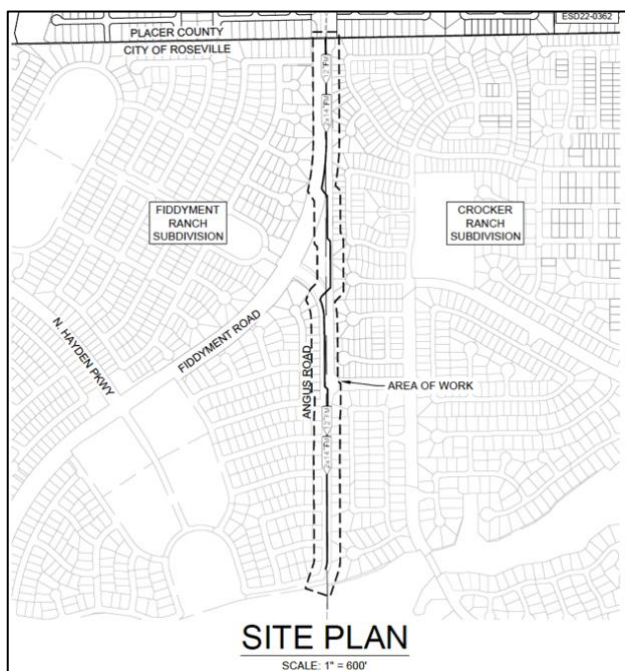 ESD22-0362
PLACER COUNTY
CITY OF ROSEVILLE
FIDDYMENT
RANCH
SUBDIVISION
CROCKER
RANCH
SUBDIVISION
N. HAYDEN PKWY
FIDDYMENT ROAD
ANGUS ROAD
AREA OF WORK
SITE PLAN
SCALE: 1" = 600'